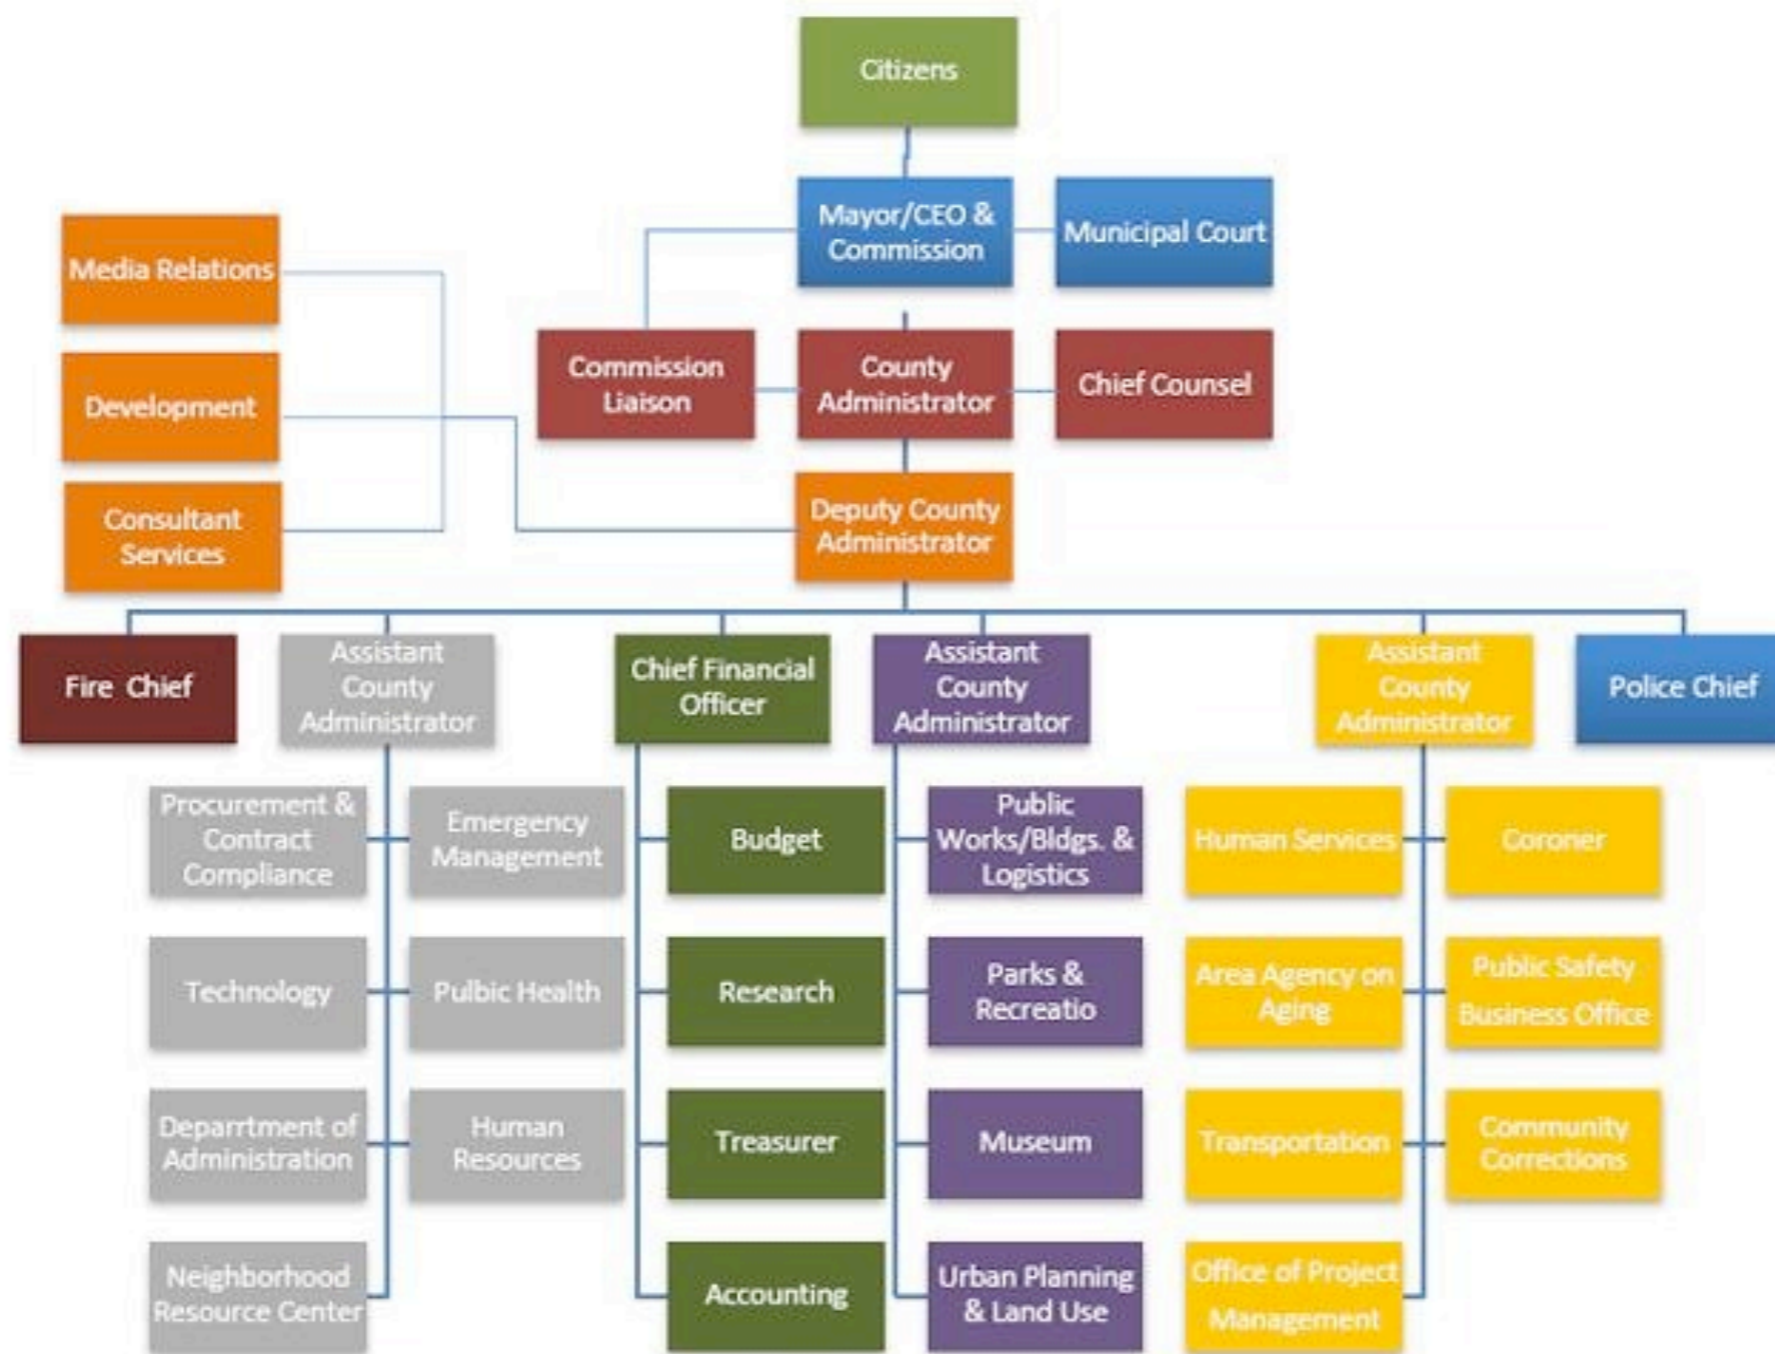 Citizens
Mayor/CEO &
Commission
Municipal Court
Media Relations
Development
Consultant
Services
Commission
Liaison
County
Administrator
Chief Counsel
Deputy County
Administrator
Fire Chief
Assistant
County
Administrator
Chief Financial
Officer
Assistant
County
Administrator
Assistant
County
Administrator
Police Chief
Procurement &
Contract
Compliance
Emergency
Management
Budget
Public
Works/Bldgs. &
Logistics
Human Services
Coroner
Technology
Pulbic Health
Research
Parks &
Recreatio
Area Agency on
Aging
Public Safety
Business Office
Deparrtment of
Administration
Human
Resources
Treasurer
Museum
Transportation
Community
Corrections
Neighborhood
Resource Center
Accounting
Urban Planning
& Land Use
Office of Project
Management